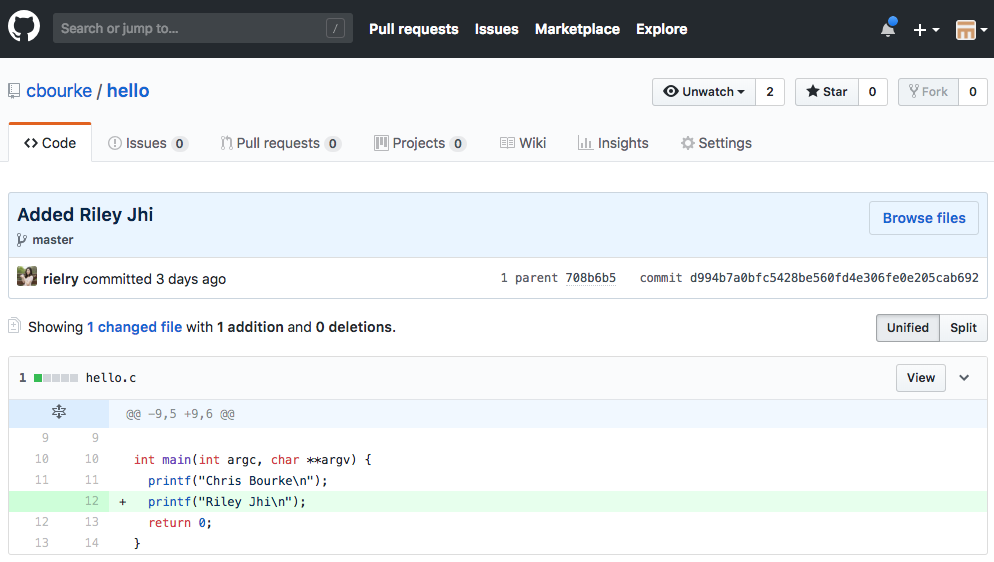 Search or jump to... / Pull requests Issues Marketplace Explore
cbourke / hello Unwatch 2 Star 0 Fork 0
<> Code Issues 0 Pull requests 0 Projects 0 Wiki Insights Settings
Added Riley Jhi Browse files
master
rielry committed 3 days ago 1 parent 708b6b5 commit d994b7a0bfc5428be560fd4e306fe0e205cab692
Showing 1 changed file with 1 addition and 0 deletions. Unified Split
1 hello.c View
@@ -9,5 +9,6 @@
9 9
10 10 int main(int argc, char **argv) {
11 11 printf("Chris Bourke\n");
12 + printf("Riley Jhi\n");
12 13 return 0;
13 14 }